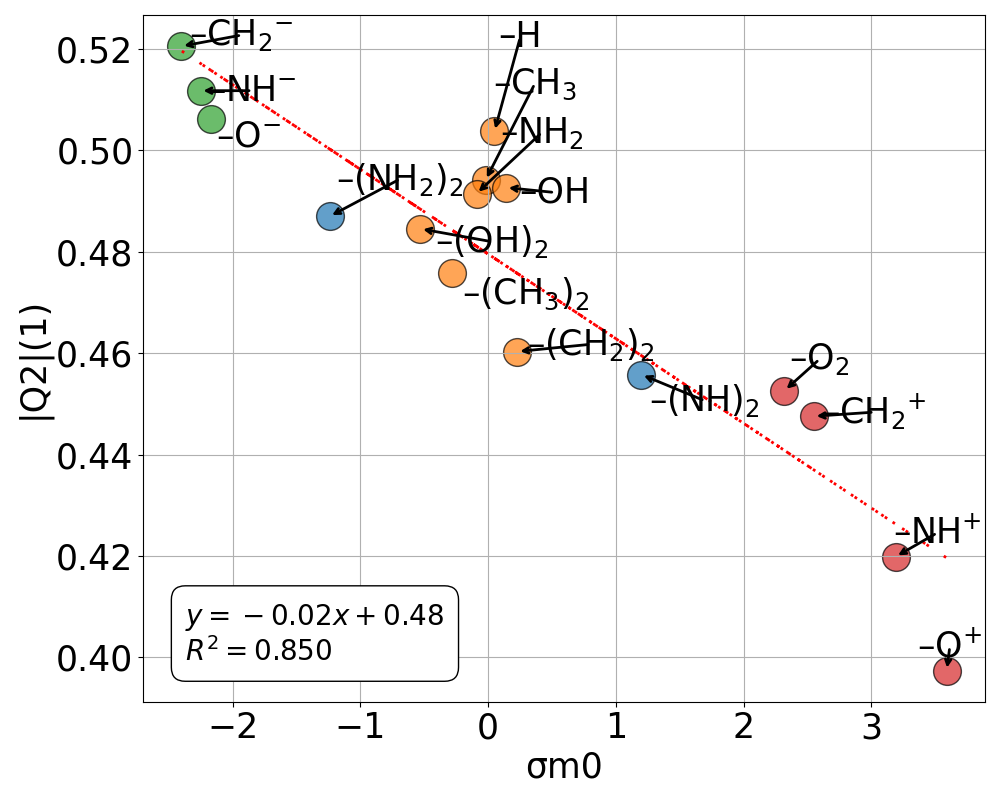 –CH₂⁻
–H
–CH₃
–NH⁻
–O⁻
–NH₂
–(NH₂)₂
–OH
–(OH)₂
–(CH₃)₂
–(CH₂)₂
–O₂
–(NH)₂
–CH₂⁺
–NH⁺
–O⁺
y = −0.02x + 0.48
R² = 0.850
0.52
0.50
0.48
0.46
0.44
0.42
0.40
|Q2|(1)
−2 −1 0 1 2 3
σm0